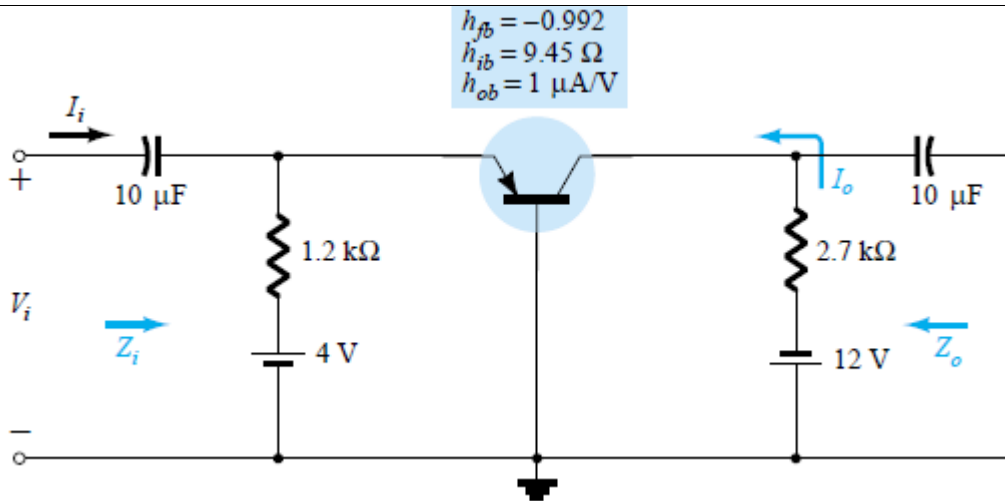 h_fb = −0.992
h_ib = 9.45 Ω
h_ob = 1 μA/V
I_i
+
10 μF
I_o
10 μF
1.2 kΩ
2.7 kΩ
V_i
Z_i
4 V
12 V
Z_o
−